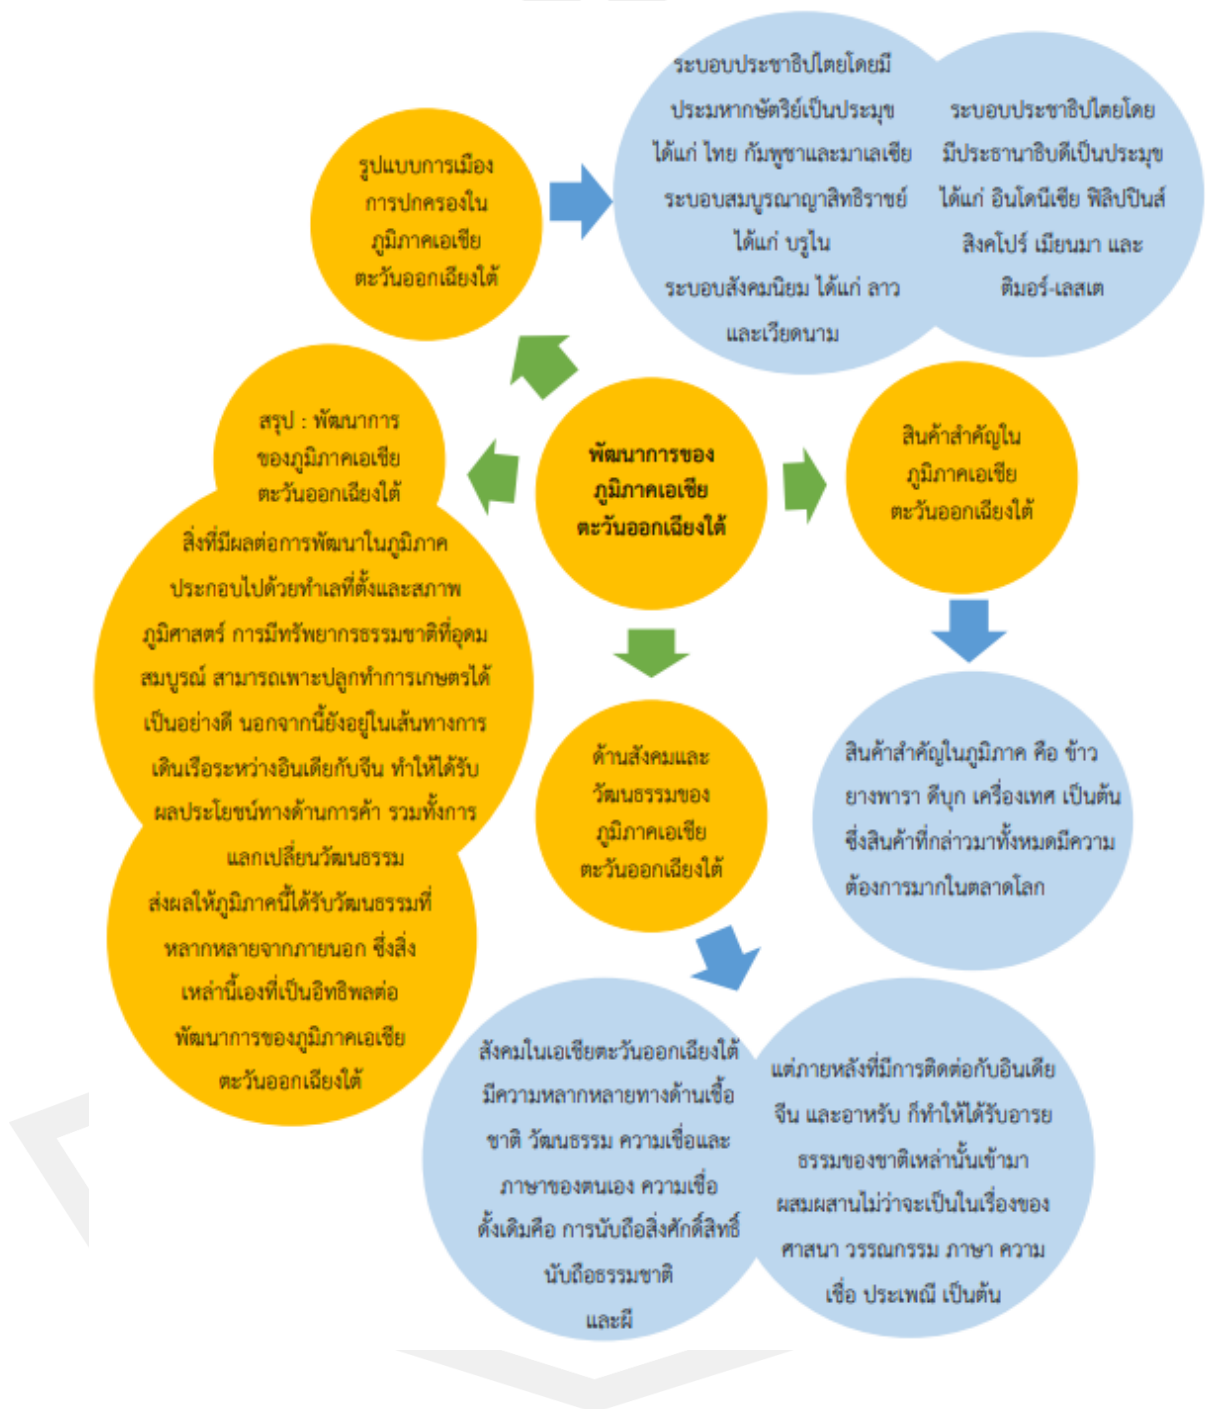 รูปแบบการเมือง
การปกครองใน
ภูมิภาคเอเชีย
ตะวันออกเฉียงใต้
ระบอบประชาธิปไตยโดยมี
ประมหากษัตริย์เป็นประมุข
ได้แก่ ไทย กัมพูชาและมาเลเซีย
ระบอบสมบูรณาญาสิทธิราชย์
ได้แก่ บรูไน
ระบอบสังคมนิยม ได้แก่ ลาว
และเวียดนาม
ระบอบประชาธิปไตยโดย
มีประธานาธิบดีเป็นประมุข
ได้แก่ อินโดนีเซีย ฟิลิปปินส์
สิงคโปร์ เมียนมา และ
ติมอร์-เลสเต
พัฒนาการของ
ภูมิภาคเอเชีย
ตะวันออกเฉียงใต้
สินค้าสำคัญใน
ภูมิภาคเอเชีย
ตะวันออกเฉียงใต้
สินค้าสำคัญในภูมิภาค คือ ข้าว
ยางพารา ดีบุก เครื่องเทศ เป็นต้น
ซึ่งสินค้าที่กล่าวมาทั้งหมดมีความ
ต้องการมากในตลาดโลก
สรุป : พัฒนาการ
ของภูมิภาคเอเชีย
ตะวันออกเฉียงใต้
สิ่งที่มีผลต่อการพัฒนาในภูมิภาค
ประกอบไปด้วยทำเลที่ตั้งและสภาพ
ภูมิศาสตร์ การมีทรัพยากรธรรมชาติที่อุดม
สมบูรณ์ สามารถเพาะปลูกทำการเกษตรได้
เป็นอย่างดี นอกจากนี้ยังอยู่ในเส้นทางการ
เดินเรือระหว่างอินเดียกับจีน ทำให้ได้รับ
ผลประโยชน์ทางด้านการค้า รวมทั้งการ
แลกเปลี่ยนวัฒนธรรม
ส่งผลให้ภูมิภาคนี้ได้รับวัฒนธรรมที่
หลากหลายจากภายนอก ซึ่งสิ่ง
เหล่านี้เองที่เป็นอิทธิพลต่อ
พัฒนาการของภูมิภาคเอเชีย
ตะวันออกเฉียงใต้
ด้านสังคมและ
วัฒนธรรมของ
ภูมิภาคเอเชีย
ตะวันออกเฉียงใต้
สังคมในเอเชียตะวันออกเฉียงใต้
มีความหลากหลายทางด้านเชื้อ
ชาติ วัฒนธรรม ความเชื่อและ
ภาษาของตนเอง ความเชื่อ
ดั้งเดิมคือ การนับถือสิ่งศักดิ์สิทธิ์
นับถือธรรมชาติ
และผี
แต่ภายหลังที่มีการติดต่อกับอินเดีย
จีน และอาหรับ ก็ทำให้ได้รับอารย
ธรรมของชาติเหล่านั้นเข้ามา
ผสมผสานไม่ว่าจะเป็นในเรื่องของ
ศาสนา วรรณกรรม ภาษา ความ
เชื่อ ประเพณี เป็นต้น